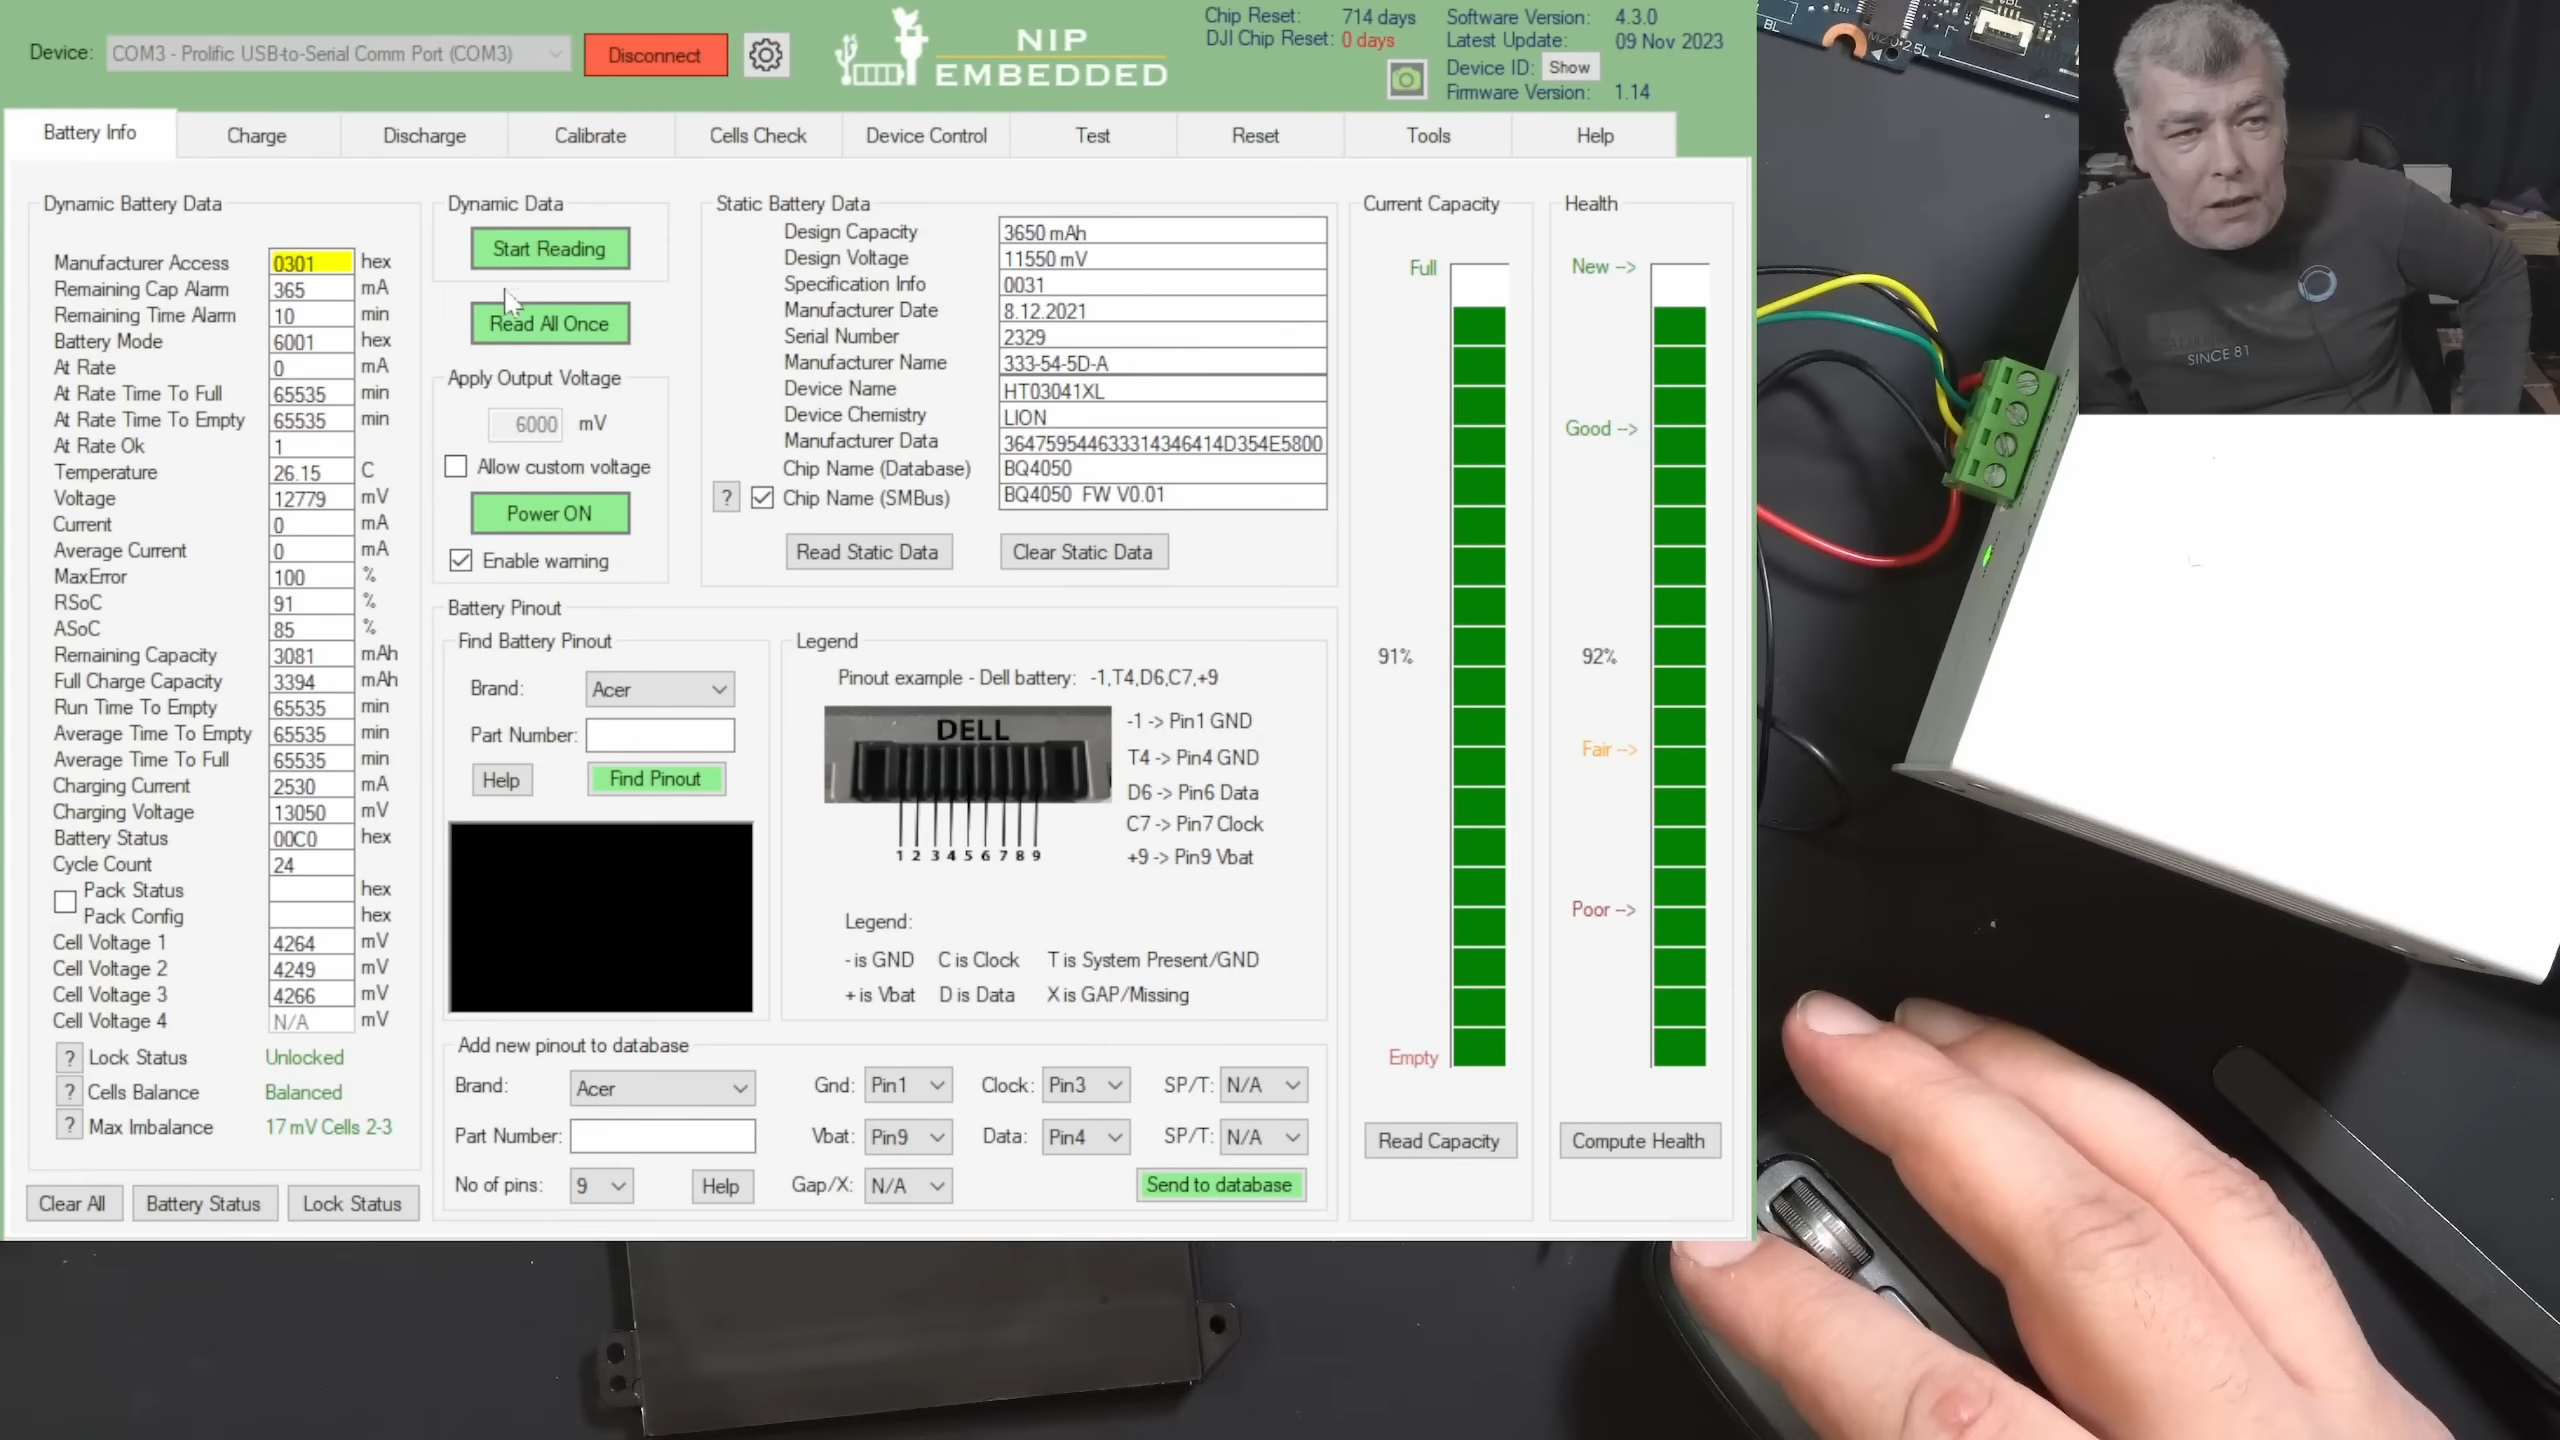 Device:
COM3 - Prolific USB-to-Serial Comm Port (COM3)
Disconnect
NIP
EMBEDDED
Chip Reset: 714 days
DJI Chip Reset: 0 days
Software Version: 4.3.0
Latest Update: 09 Nov 2023
Device ID: Show
Firmware Version: 1.14
Battery Info
Charge
Discharge
Calibrate
Cells Check
Device Control
Test
Reset
Tools
Help
Dynamic Battery Data
Manufacturer Access 0301 hex
Remaining Cap Alarm 365 mA
Remaining Time Alarm 10 min
Battery Mode 6001 hex
At Rate 0 mA
At Rate Time To Full 65535 min
At Rate Time To Empty 65535 min
At Rate Ok 1
Temperature 26.15 C
Voltage 12779 mV
Current 0 mA
Average Current 0 mA
MaxError 100 %
RSoC 91 %
ASoC 85 %
Remaining Capacity 3081 mAh
Full Charge Capacity 3394 mAh
Run Time To Empty 65535 min
Average Time To Empty 65535 min
Average Time To Full 65535 min
Charging Current 2530 mA
Charging Voltage 13050 mV
Battery Status 00C0 hex
Cycle Count 24
Pack Status hex
Pack Config hex
Cell Voltage 1 4264 mV
Cell Voltage 2 4249 mV
Cell Voltage 3 4266 mV
Cell Voltage 4 N/A mV
? Lock Status Unlocked
? Cells Balance Balanced
? Max Imbalance 17 mV Cells 2-3
Clear All
Battery Status
Lock Status
Dynamic Data
Start Reading
Read All Once
Apply Output Voltage
6000 mV
Allow custom voltage
Power ON
Enable warning
Static Battery Data
Design Capacity 3650 mAh
Design Voltage 11550 mV
Specification Info 0031
Manufacturer Date 8.12.2021
Serial Number 2329
Manufacturer Name 333-54-5D-A
Device Name HT03041XL
Device Chemistry LION
Manufacturer Data 364759544633314346414D354E5800
Chip Name (Database) BQ4050
? Chip Name (SMBus) BQ4050 FW V0.01
Read Static Data
Clear Static Data
Battery Pinout
Find Battery Pinout
Brand: Acer
Part Number:
Help
Find Pinout
Legend
Pinout example - Dell battery: -1,T4,D6,C7,+9
DELL
1 2 3 4 5 6 7 8 9
-1 -> Pin1 GND
T4 -> Pin4 GND
D6 -> Pin6 Data
C7 -> Pin7 Clock
+9 -> Pin9 Vbat
Legend:
- is GND C is Clock T is System Present/GND
+ is Vbat D is Data X is GAP/Missing
Add new pinout to database
Brand: Acer Gnd: Pin1 Clock: Pin3 SP/T: N/A
Part Number: Vbat: Pin9 Data: Pin4 SP/T: N/A
No of pins: 9 Help Gap/X: N/A Send to database
Current Capacity
Full
91%
Empty
Read Capacity
Health
New -->
Good -->
92%
Fair -->
Poor -->
Compute Health
SINCE 81